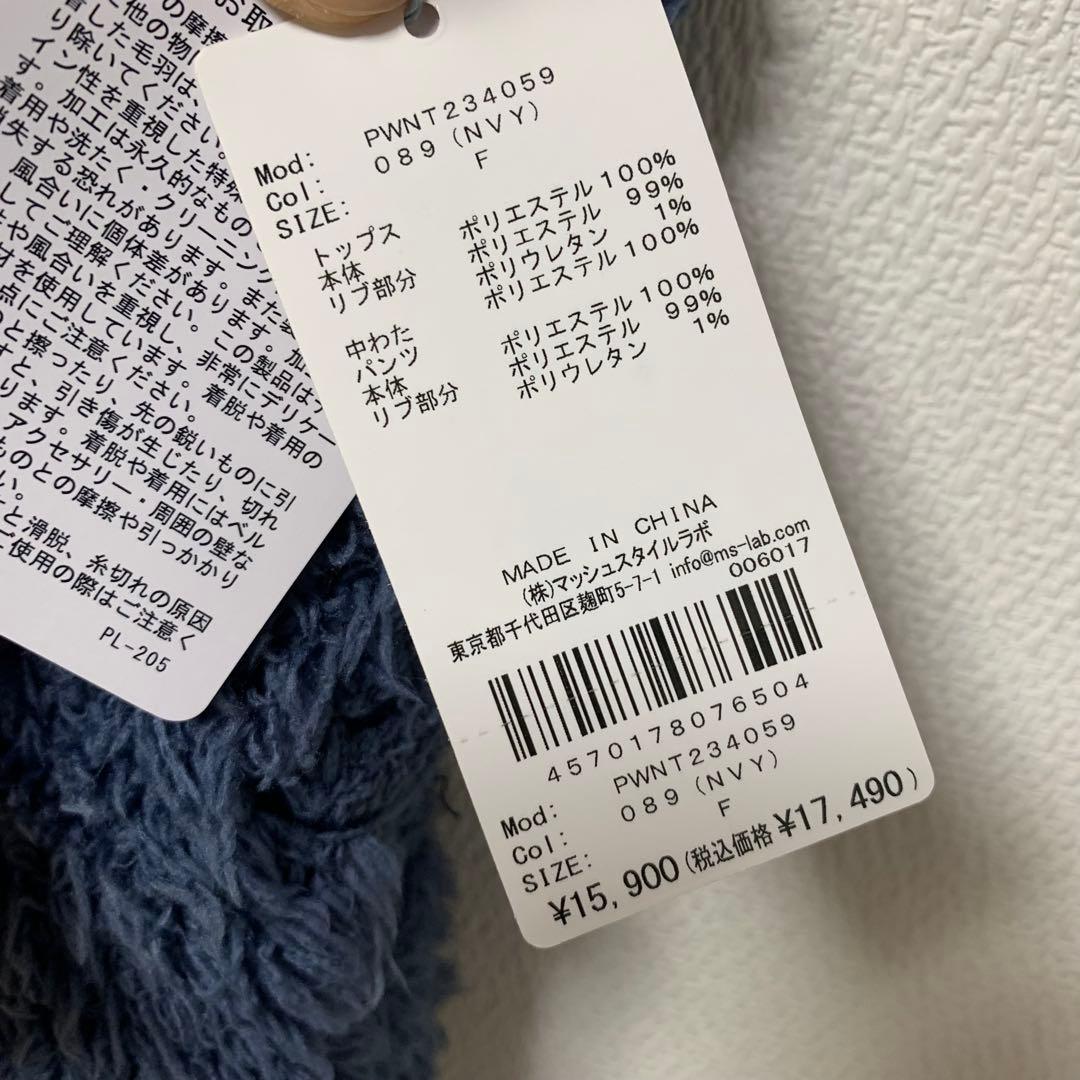 お取
の摩擦
他の物に
着した毛羽は、
り除いてください。
イン性を重視した特殊
す。加工は永久的なもの
着用や洗たく・クリーニング
消失する恐れがあります。また
風合いに個体差があります。加
してご理解ください。
や風合いを重視し、非常にデリケー
材を使用しています。この製品は
点にご注意ください。着脱や着用の
のと擦ったり、先の鋭いものに引
すと、引き傷が生じたり、切れ
ります。着脱や着用にはベル
アクセサリー・周囲の壁な
ものとの摩擦や引っかかり
い。
と滑脱、糸切れの原因
ご使用の際はご注意く
PL-205
Mod: PWNT234059
Col: 089 (NVY)
SIZE: F
トップス
本体 ポリエステル 100%
リブ部分 ポリエステル 99%
ポリウレタン 1%
中わた ポリエステル 100%
パンツ
本体 ポリエステル 100%
リブ部分 ポリエステル 99%
ポリウレタン 1%
MADE IN CHINA
(株)マッシュスタイルラボ
東京都千代田区麹町5-7-1 info@ms-lab.com
006017
4570178076504
Mod: PWNT234059
Col: 089 (NVY)
SIZE: F
¥15,900 (税込価格 ¥17,490)